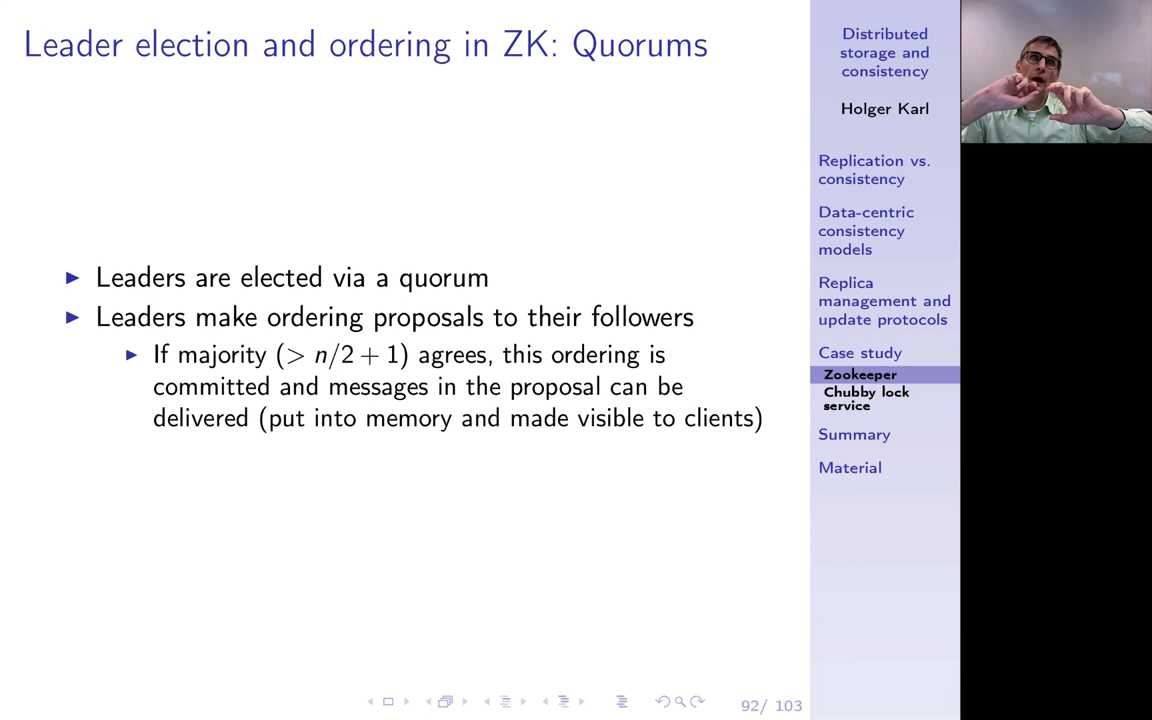 Leader election and ordering in ZK: Quorums
▶ Leaders are elected via a quorum
▶ Leaders make ordering proposals to their followers
▶ If majority (> n/2 + 1) agrees, this ordering is
committed and messages in the proposal can be
delivered (put into memory and made visible to clients)
92/ 103
Distributed
storage and
consistency
Holger Karl
Replication vs.
consistency
Data-centric
consistency
models
Replica
management and
update protocols
Case study
Zookeeper
Chubby lock
service
Summary
Material